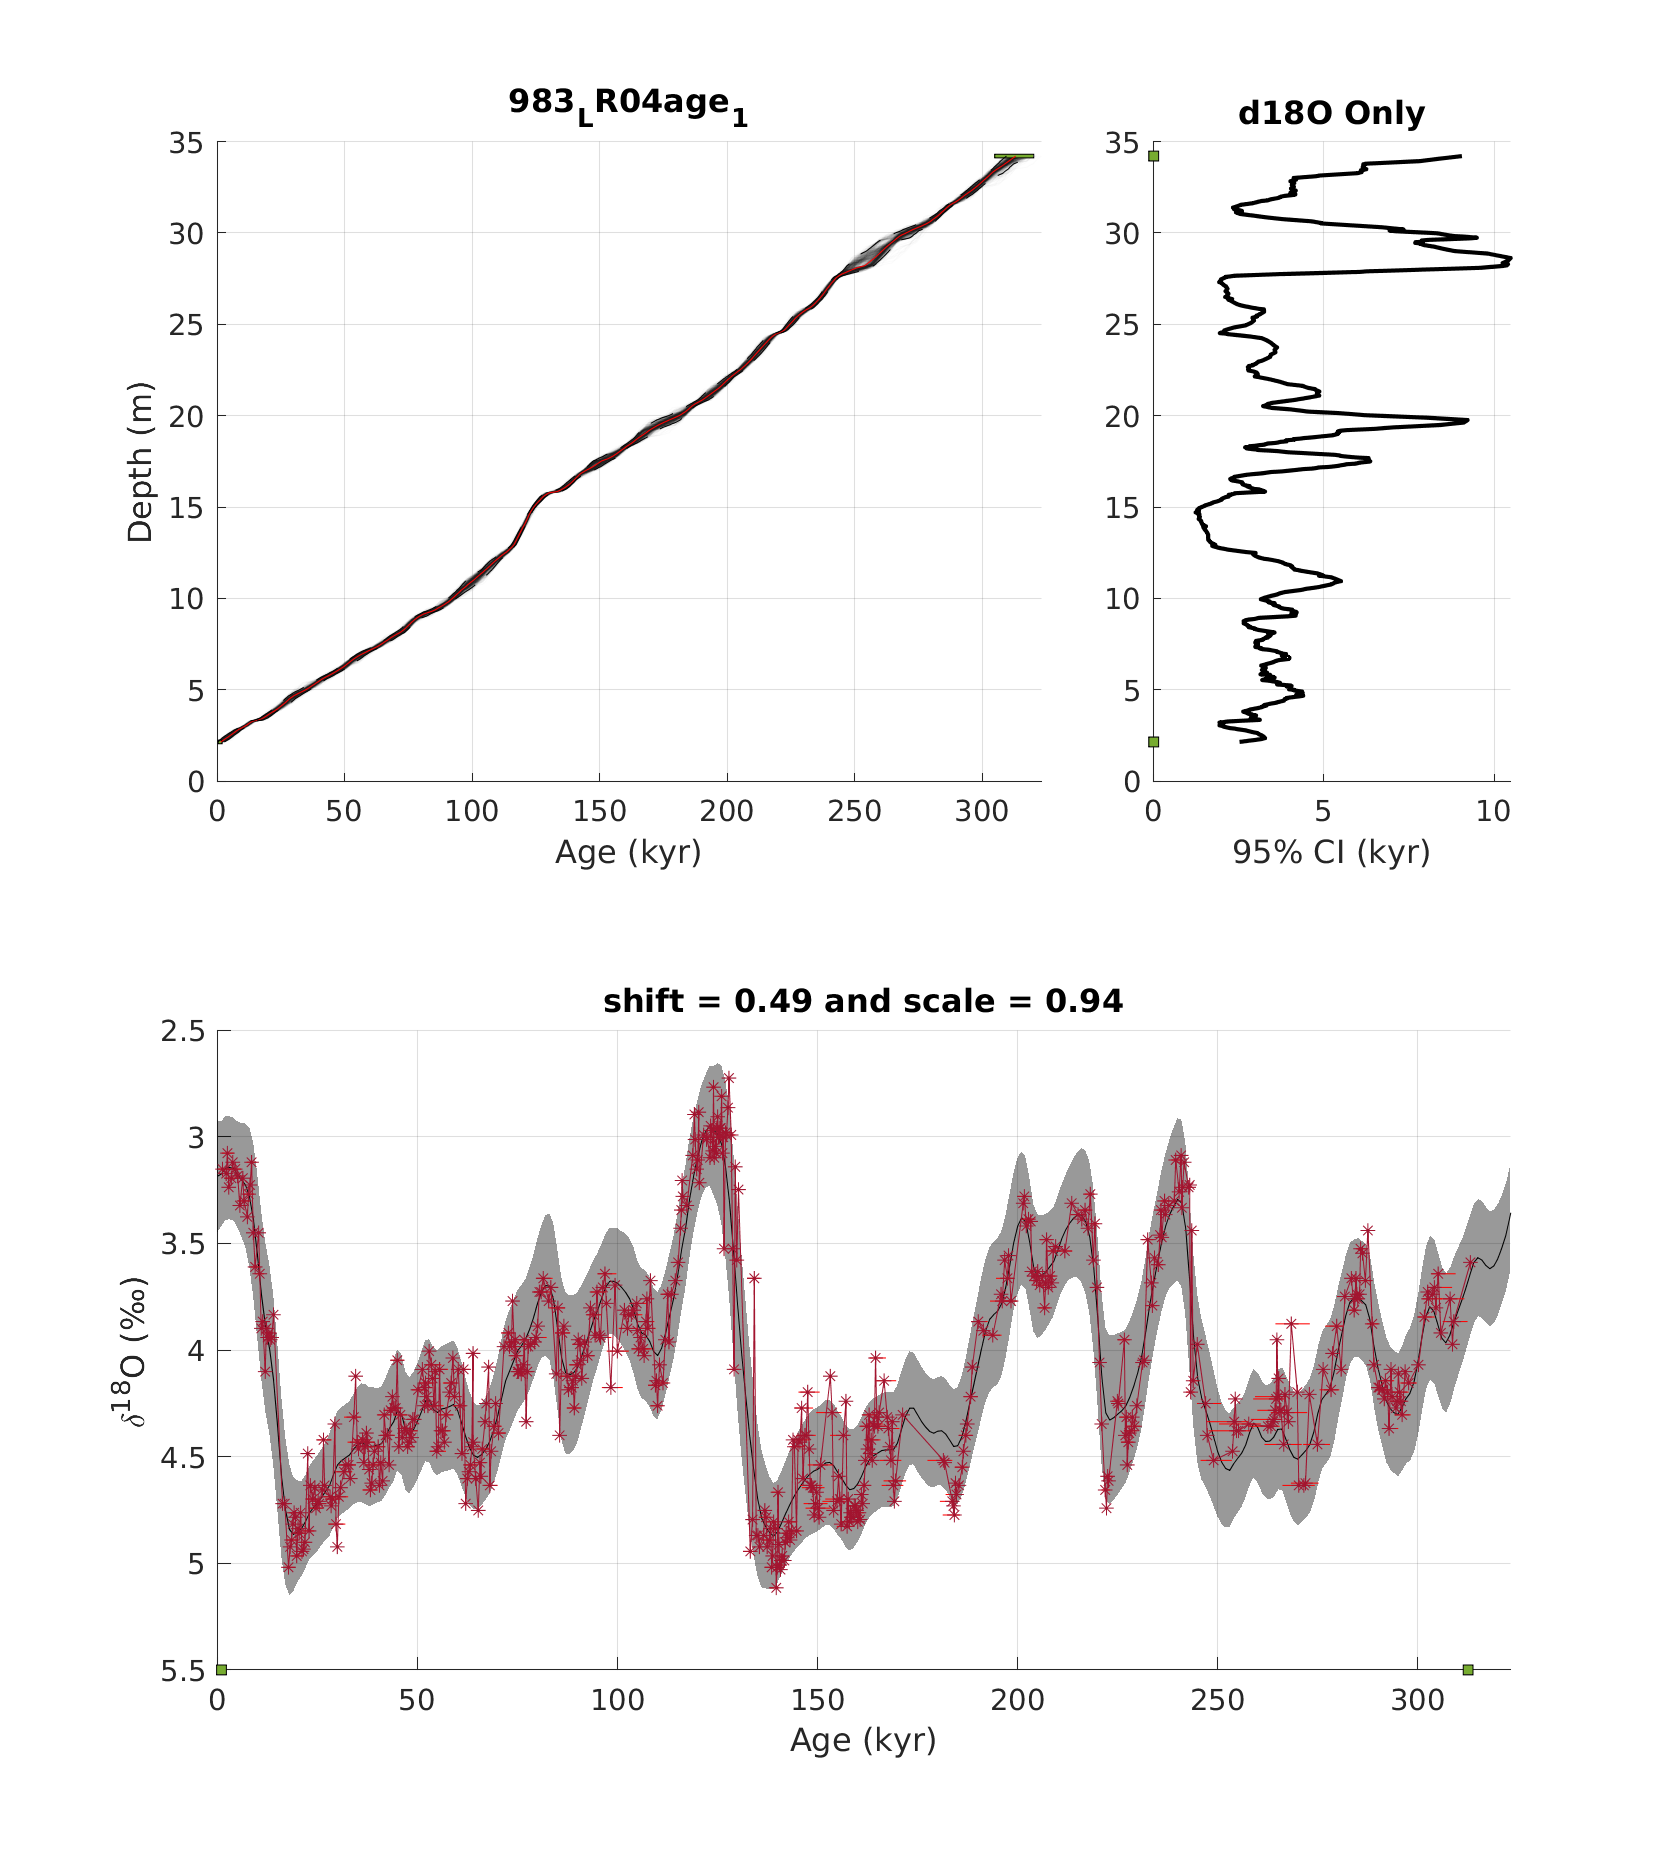 983LR04age1
35
30
25
20
15
10
5
0
Depth (m)
0 50 100 150 200 250 300
Age (kyr)
d18O Only
35
30
25
20
15
10
5
0
0 5 10
95% CI (kyr)
shift = 0.49 and scale = 0.94
2.5
3
3.5
4
4.5
5
5.5
δ18O (‰)
0 50 100 150 200 250 300
Age (kyr)